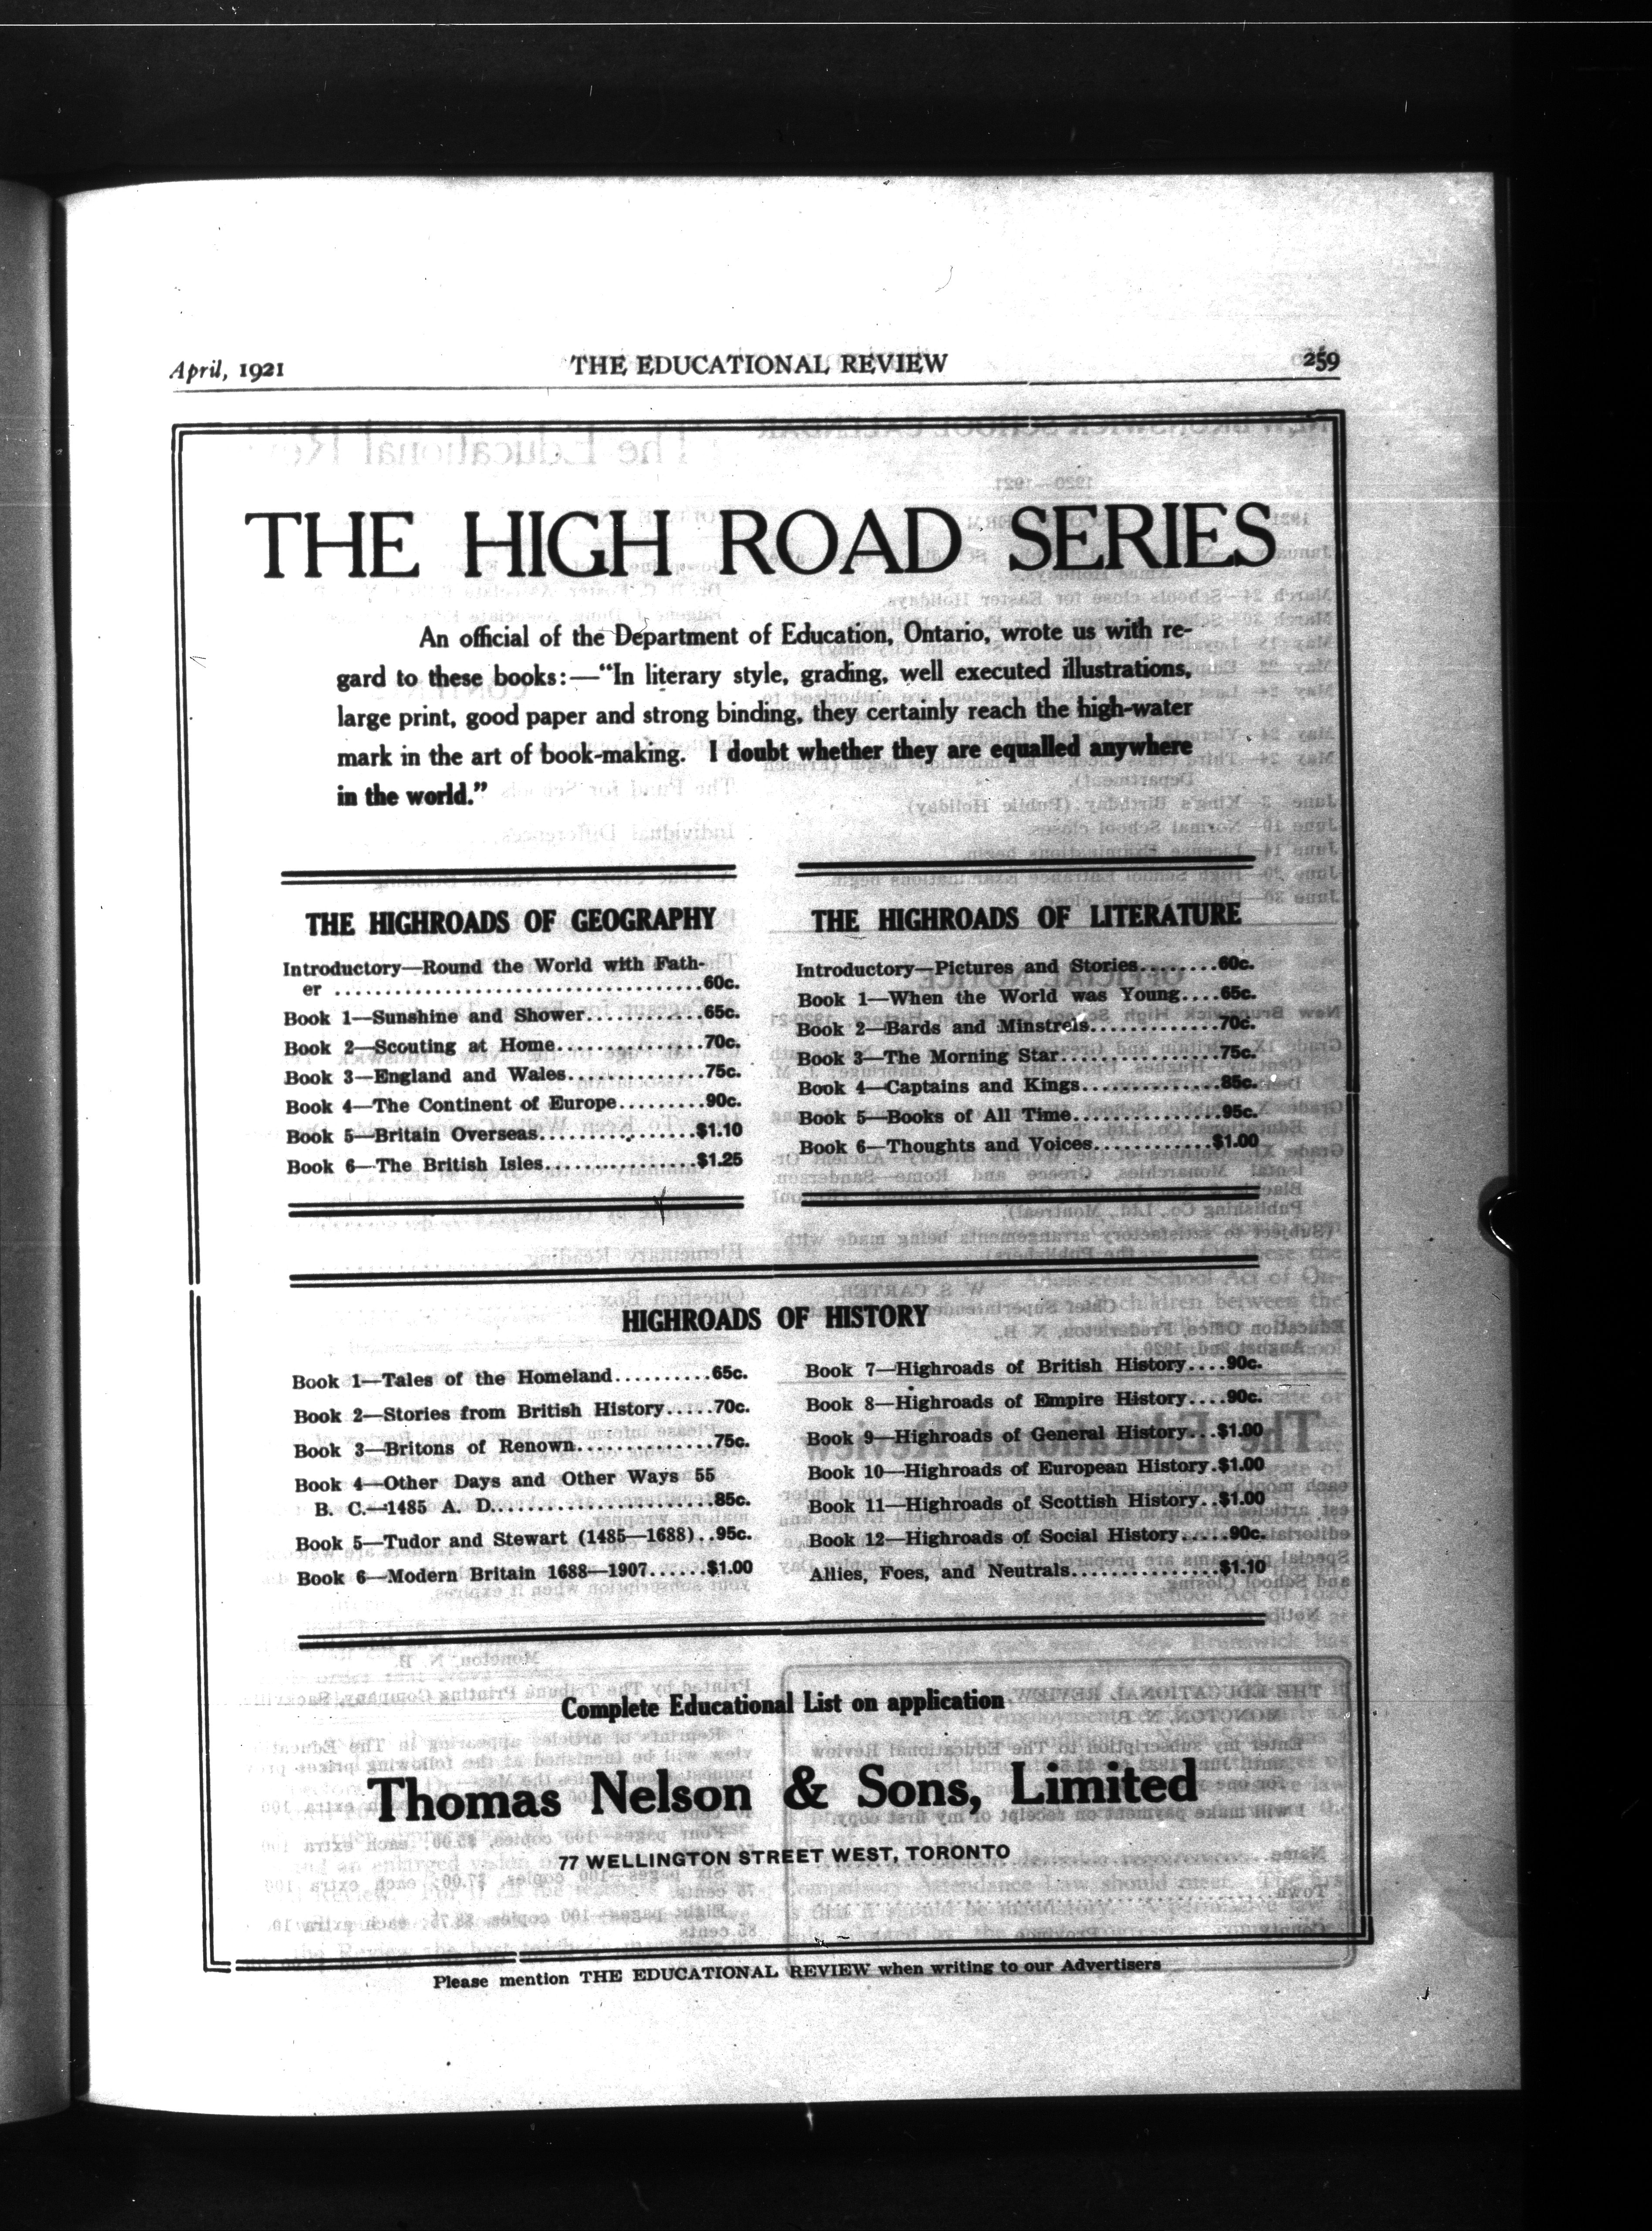 April, 1921
THE EDUCATIONAL REVIEW
259
THE HIGH ROAD SERIES
An official of the Department of Education, Ontario, wrote us with re-
gard to these books:—“In literary style, grading, well executed illustrations,
large print, good paper and strong binding, they certainly reach the high-water
mark in the art of book-making. I doubt whether they are equalled anywhere
in the world.”
THE HIGHROADS OF GEOGRAPHY
Introductory—Round the World with Fath-
er ....................................60c.
Book 1—Sunshine and Shower............65c.
Book 2—Scouting at Home...............70c.
Book 3—England and Wales..............75c.
Book 4—The Continent of Europe.........90c.
Book 5—Britain Overseas................$1.10
Book 6—The British Isles................$1.25
THE HIGHROADS OF LITERATURE
Introductory—Pictures and Stories........60c.
Book 1—When the World was Young....65c.
Book 2—Bards and Minstrels.............70c.
Book 3—The Morning Star................75c.
Book 4—Captains and Kings..............85c.
Book 5—Books of All Time...............95c.
Book 6—Thoughts and Voices............$1.00
HIGHROADS OF HISTORY
Book 1—Tales of the Homeland..........65c.
Book 2—Stories from British History.....70c.
Book 3—Britons of Renown..............75c.
Book 4—Other Days and Other Ways 55
B. C.—1485 A. D......................85c.
Book 5—Tudor and Stewart (1485—1688)..95c.
Book 6—Modern Britain 1688—1907......$1.00
Book 7—Highroads of British History....90c.
Book 8—Highroads of Empire History....90c.
Book 9—Highroads of General History...$1.00
Book 10—Highroads of European History.$1.00
Book 11—Highroads of Scottish History..$1.00
Book 12—Highroads of Social History.....90c.
Allies, Foes, and Neutrals...............$1.10
Complete Educational List on application
Thomas Nelson & Sons, Limited
77 WELLINGTON STREET WEST, TORONTO
Please mention THE EDUCATIONAL REVIEW when writing to our Advertisers